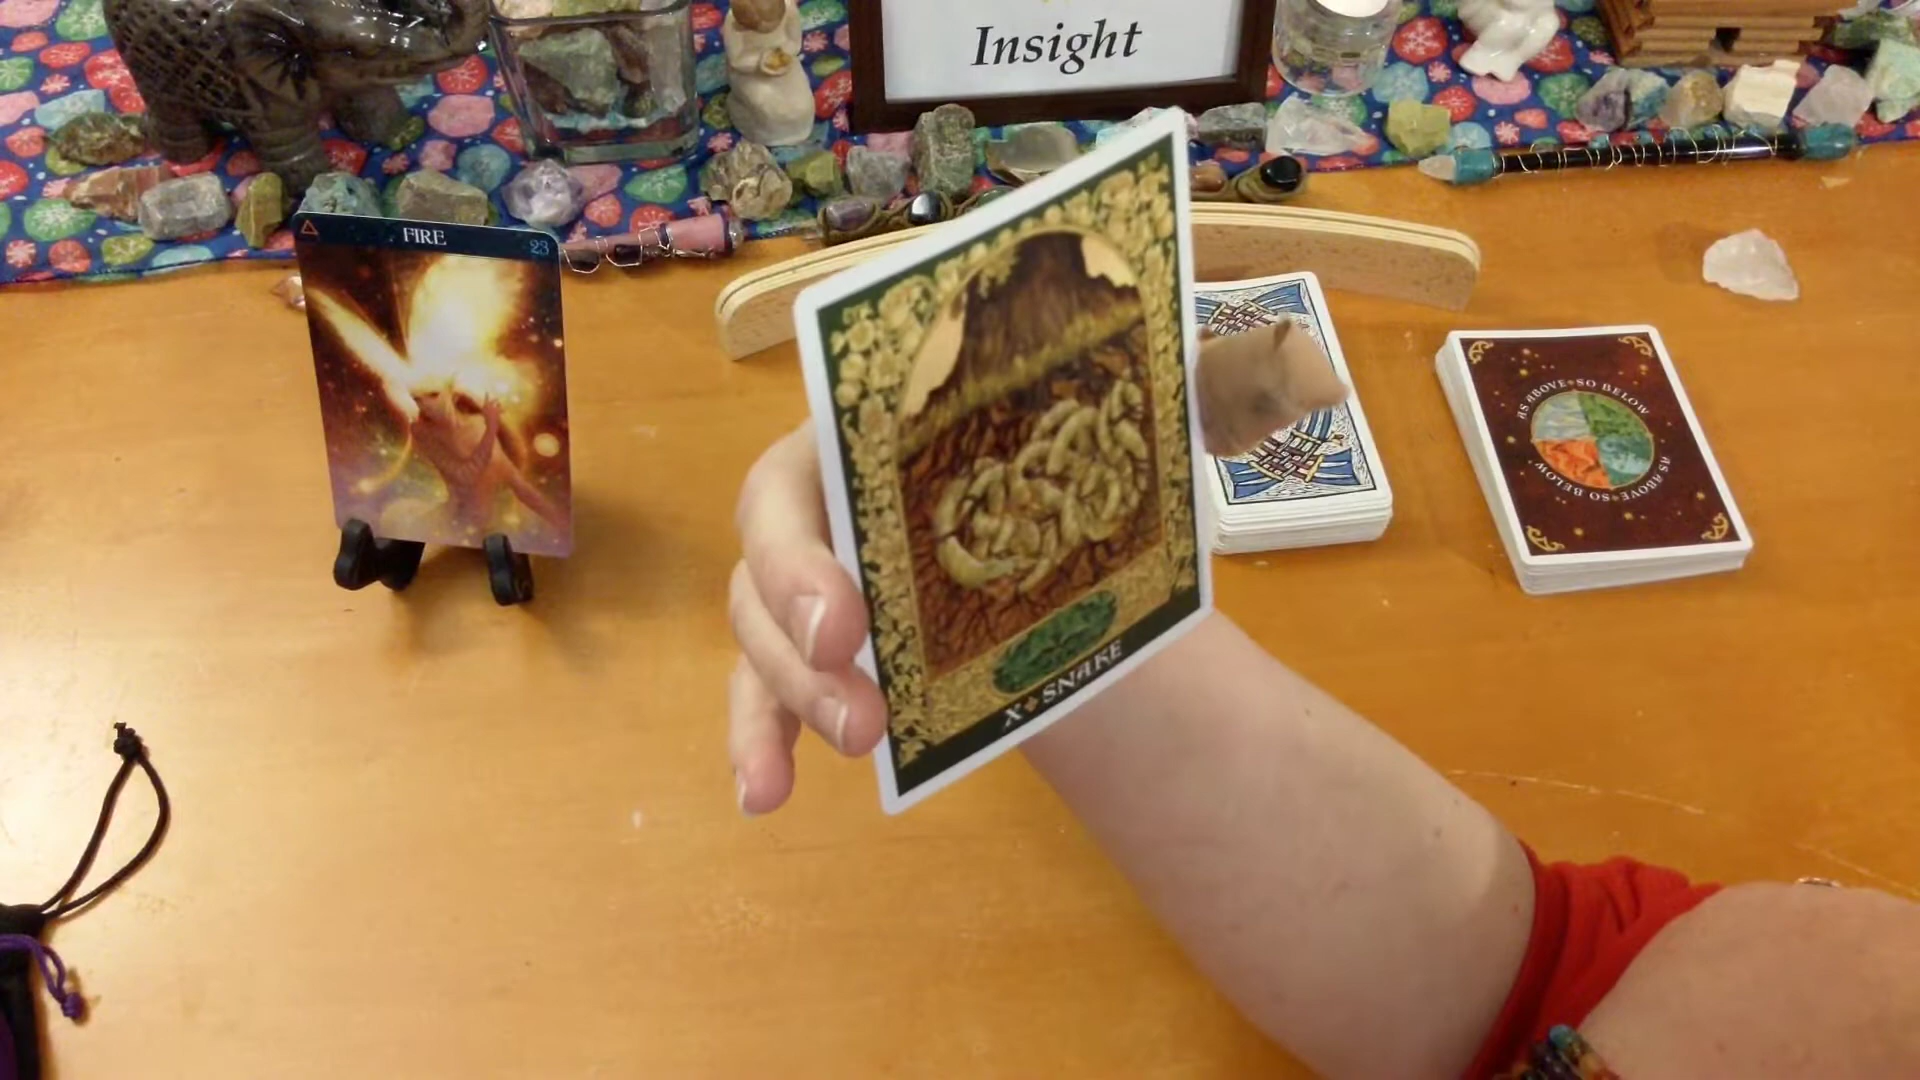 Insight
FIRE 23
X SNAKE
AS ABOVE SO BELOW
AS ABOVE SO BELOW